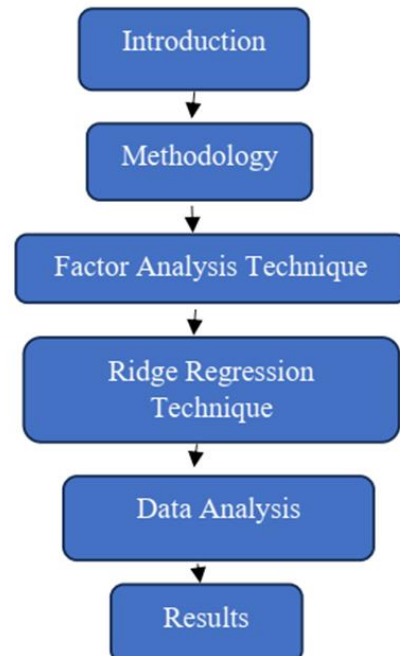 Introduction
Methodology
Factor Analysis Technique
Ridge Regression
Technique
Data Analysis
Results